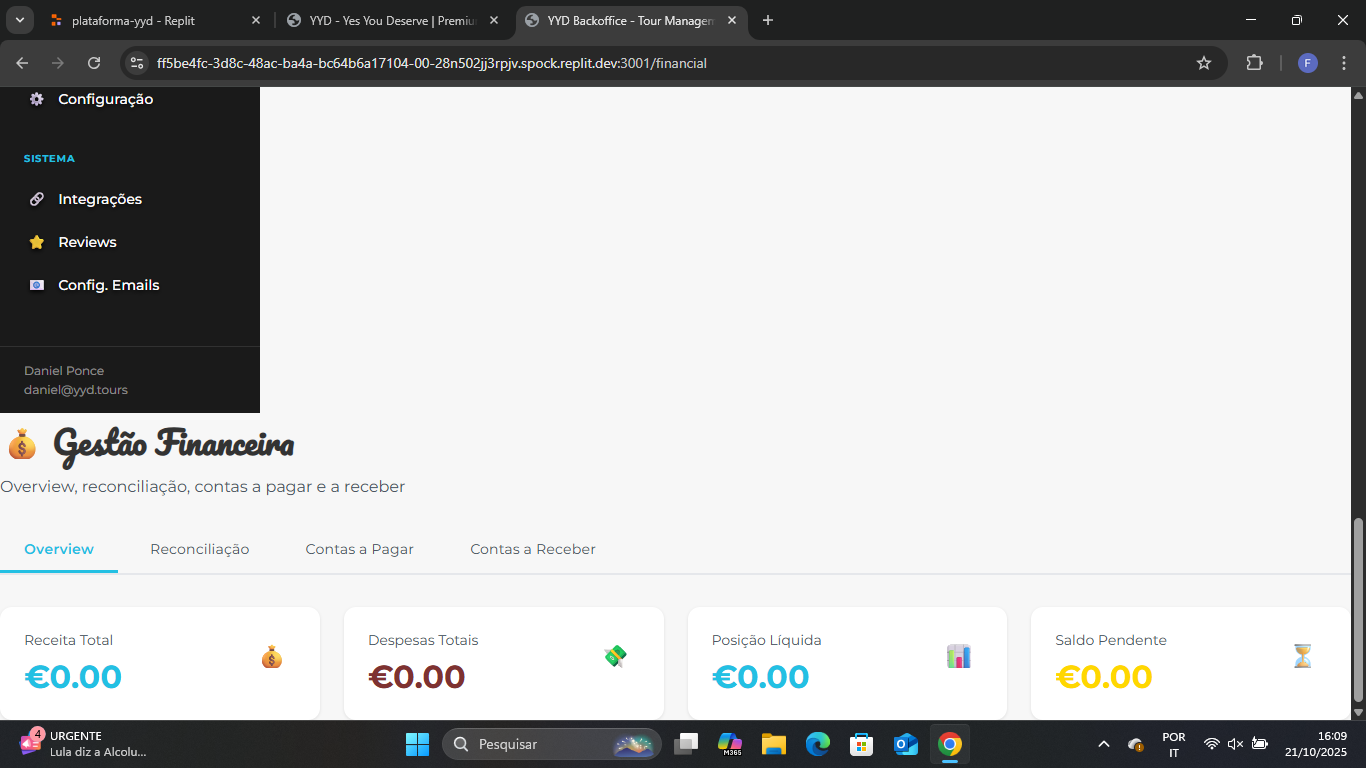 plataforma-yyd - Replit
YYD - Yes You Deserve | Premiu
YYD Backoffice - Tour Managem
ff5be4fc-3d8c-48ac-ba4a-bc64b6a17104-00-28n502jj3rpjv.spock.replit.dev:3001/financial
F
Configuração
SISTEMA
Integrações
Reviews
Config. Emails
Daniel Ponce
daniel@yyd.tours
Gestão Financeira
Overview, reconciliação, contas a pagar e a receber
Overview
Reconciliação
Contas a Pagar
Contas a Receber
Receita Total
€0.00
Despesas Totais
€0.00
Posição Líquida
€0.00
Saldo Pendente
€0.00
4
URGENTE
Lula diz a Alcolu...
Pesquisar
M365
POR
IT
16:09
21/10/2025